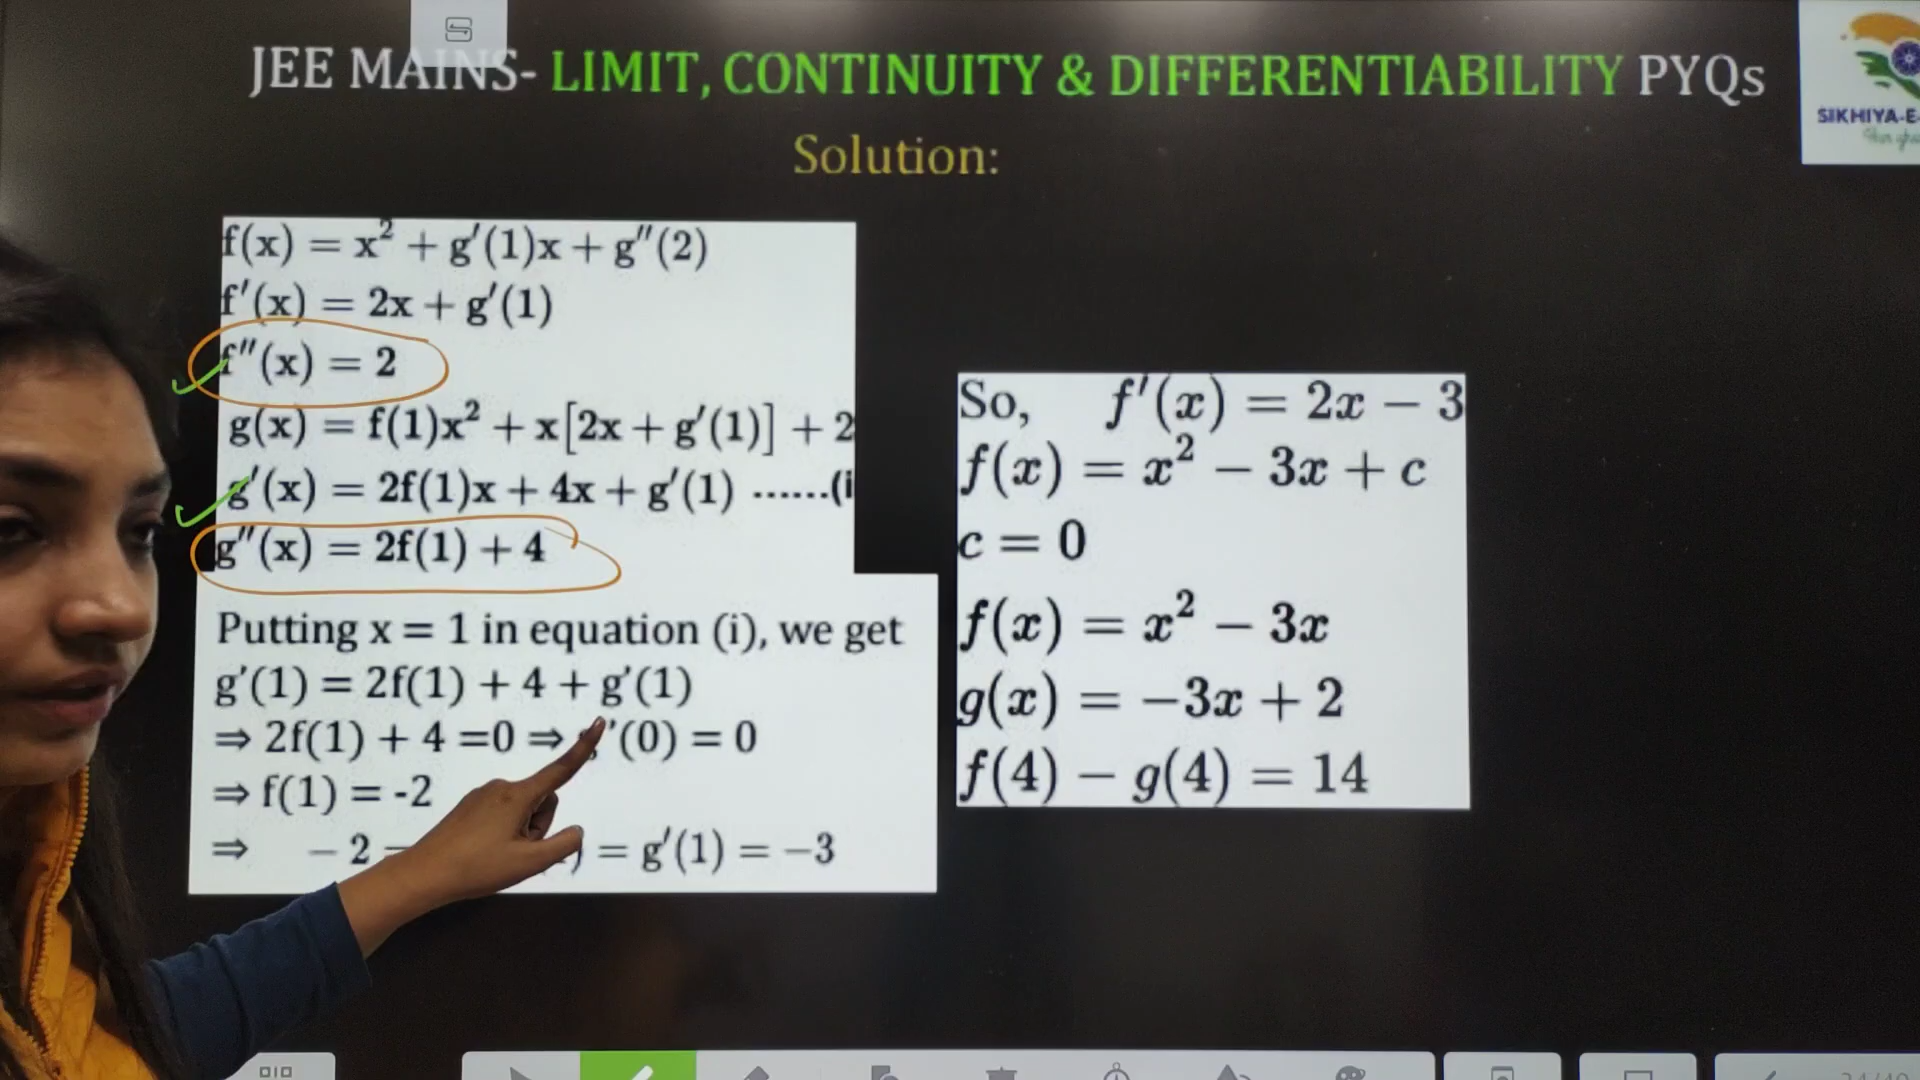 JEE MAINS- LIMIT, CONTINUITY & DIFFERENTIABILITY PYQs
SIKHIYA-E-
Solution:
f(x) = x² + g′(1)x + g″(2)
f′(x) = 2x + g′(1)
f″(x) = 2
g(x) = f(1)x² + x[2x + g′(1)] + 2
g′(x) = 2f(1)x + 4x + g′(1) ......(i
g″(x) = 2f(1) + 4
Putting x = 1 in equation (i), we get
g′(1) = 2f(1) + 4 + g′(1)
⇒ 2f(1) + 4 =0 ⇒ ″(0) = 0
⇒ f(1) = -2
⇒ − 2 = ) = g′(1) = −3
So, f′(x) = 2x − 3
f(x) = x² − 3x + c
c = 0
f(x) = x² − 3x
g(x) = −3x + 2
f(4) − g(4) = 14